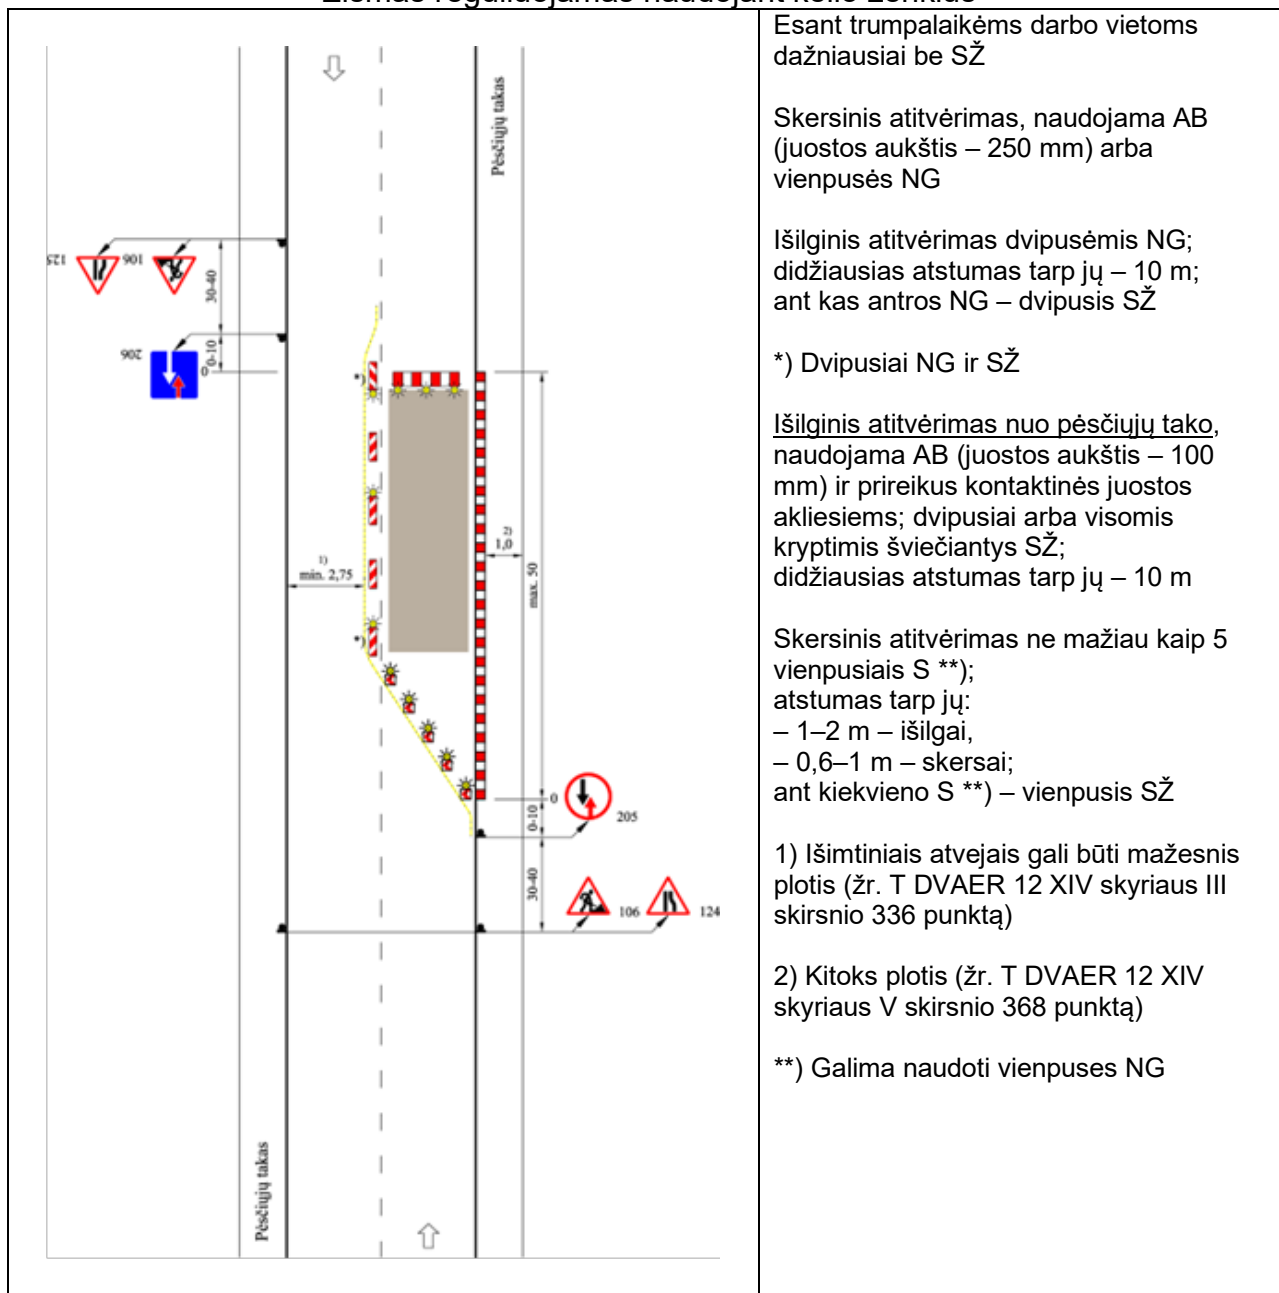 Eismas reguliuojamas naudojant kelio ženklus
Esant trumpalaikėms darbo vietoms
dažniausiai be SŽ
Skersinis atitvėrimas, naudojama AB
(juostos aukštis – 250 mm) arba
vienpusės NG
Išilginis atitvėrimas dvipusėmis NG;
didžiausias atstumas tarp jų – 10 m;
ant kas antros NG – dvipusis SŽ
*) Dvipusiai NG ir SŽ
Išilginis atitvėrimas nuo pėsčiųjų tako,
naudojama AB (juostos aukštis – 100
mm) ir prireikus kontaktinės juostos
akliesiems; dvipusiai arba visomis
kryptimis šviečiantys SŽ;
didžiausias atstumas tarp jų – 10 m
Skersinis atitvėrimas ne mažiau kaip 5
vienpusiais S **);
atstumas tarp jų:
– 1–2 m – išilgai,
– 0,6–1 m – skersai;
ant kiekvieno S **) – vienpusis SŽ
1) Išimtiniais atvejais gali būti mažesnis
plotis (žr. T DVAER 12 XIV skyriaus III
skirsnio 336 punktą)
2) Kitoks plotis (žr. T DVAER 12 XIV
skyriaus V skirsnio 368 punktą)
**) Galima naudoti vienpuses NG
Pėsčiųjų takas
125
106
30-40
206
0-10
0
*)
2)
1,0
1)
min. 2,75
max. 50
*)
0
205
0-10
30-40
106
124
Pėsčiųjų takas